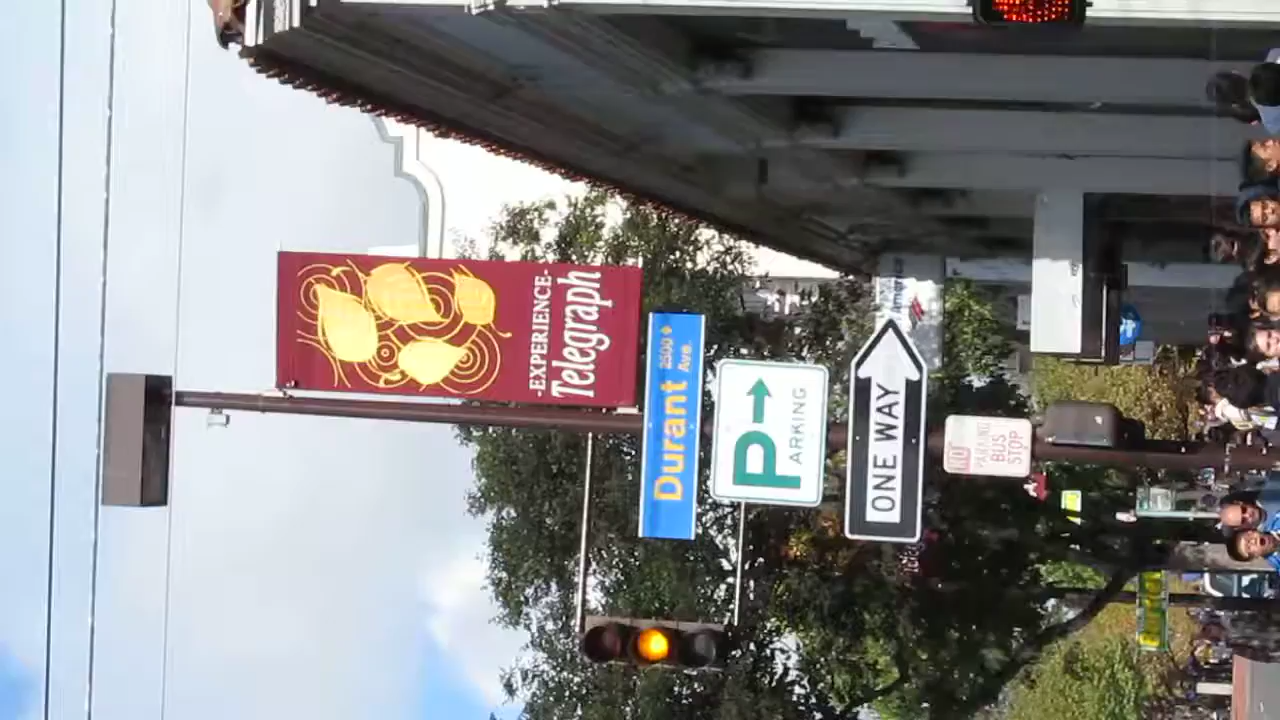 -EXPERIENCE-
Telegraph
Durant Ave.
2500
P
ARKING
ONE WAY
NO
PARKING
BUS
STOP